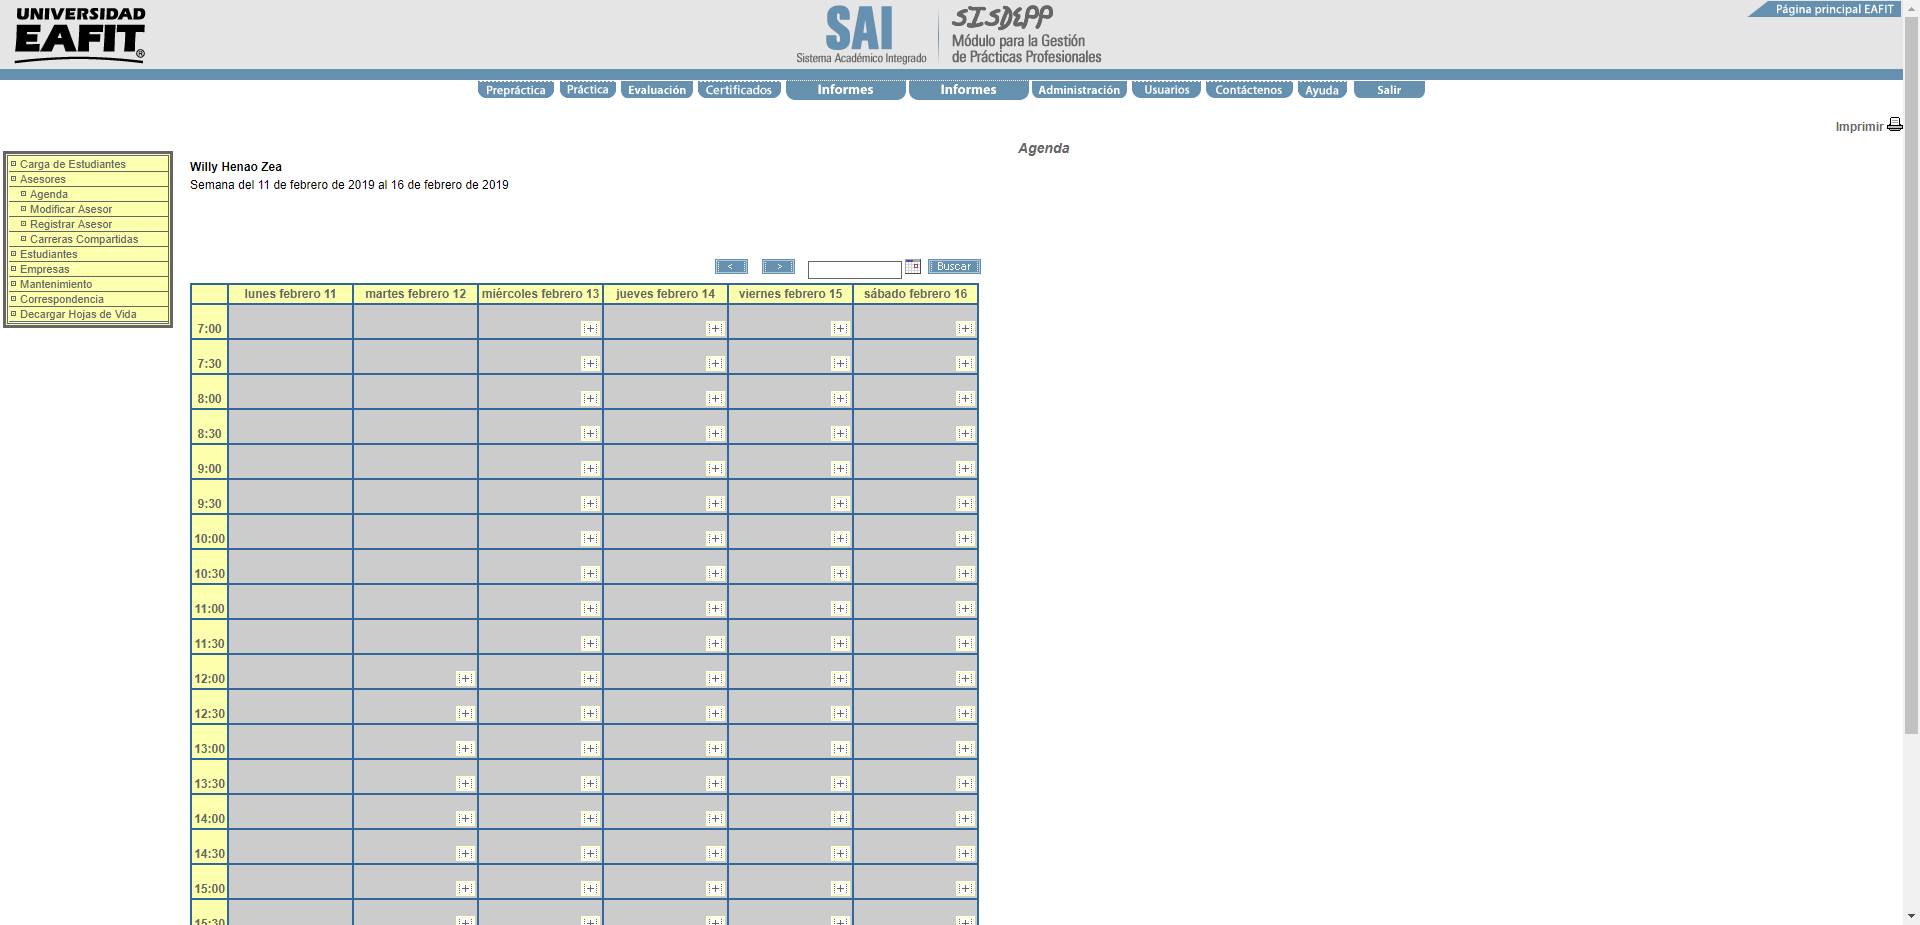 UNIVERSIDAD
EAFIT®
SAI
Sistema Académico Integrado
SISDEPP
Módulo para la Gestión
de Prácticas Profesionales
Página principal EAFIT
Prepráctica Práctica Evaluación Certificados Informes Informes Administración Usuarios Contáctenos Ayuda Salir
Imprimir
Agenda
Carga de Estudiantes
Asesores
Agenda
Modificar Asesor
Registrar Asesor
Carreras Compartidas
Estudiantes
Empresas
Mantenimiento
Correspondencia
Decargar Hojas de Vida
Willy Henao Zea
Semana del 11 de febrero de 2019 al 16 de febrero de 2019
< > Buscar
lunes febrero 11 martes febrero 12 miércoles febrero 13 jueves febrero 14 viernes febrero 15 sábado febrero 16
7:00 [+] [+] [+] [+]
7:30 [+] [+] [+] [+]
8:00 [+] [+] [+] [+]
8:30 [+] [+] [+] [+]
9:00 [+] [+] [+] [+]
9:30 [+] [+] [+] [+]
10:00 [+] [+] [+] [+]
10:30 [+] [+] [+] [+]
11:00 [+] [+] [+] [+]
11:30 [+] [+] [+] [+]
12:00 [+] [+] [+] [+] [+]
12:30 [+] [+] [+] [+] [+]
13:00 [+] [+] [+] [+] [+]
13:30 [+] [+] [+] [+] [+]
14:00 [+] [+] [+] [+] [+]
14:30 [+] [+] [+] [+] [+]
15:00 [+] [+] [+] [+] [+]
15:30 [+] [+] [+] [+] [+]